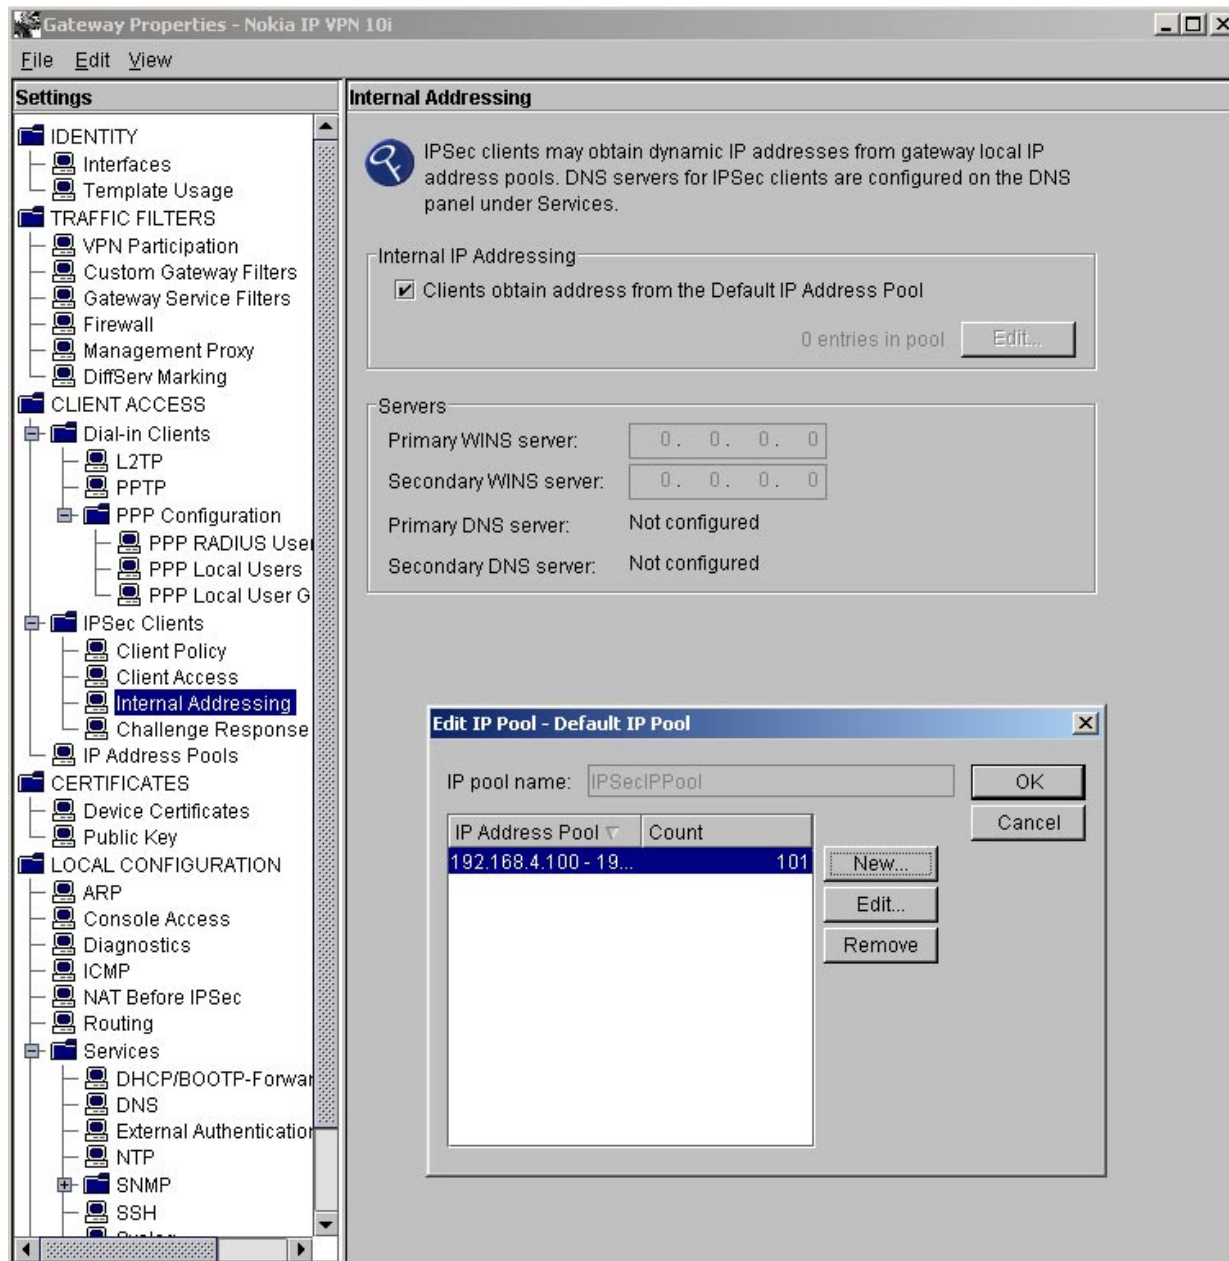 Gateway Properties - Nokia IP VPN 10i
File Edit View
Settings
IDENTITY
Interfaces
Template Usage
TRAFFIC FILTERS
VPN Participation
Custom Gateway Filters
Gateway Service Filters
Firewall
Management Proxy
DiffServ Marking
CLIENT ACCESS
Dial-in Clients
L2TP
PPTP
PPP Configuration
PPP RADIUS User
PPP Local Users
PPP Local User G
IPSec Clients
Client Policy
Client Access
Internal Addressing
Challenge Response
IP Address Pools
CERTIFICATES
Device Certificates
Public Key
LOCAL CONFIGURATION
ARP
Console Access
Diagnostics
ICMP
NAT Before IPSec
Routing
Services
DHCP/BOOTP-Forwar
DNS
External Authentication
NTP
SNMP
SSH
Internal Addressing
IPSec clients may obtain dynamic IP addresses from gateway local IP
address pools. DNS servers for IPSec clients are configured on the DNS
panel under Services.
Internal IP Addressing
Clients obtain address from the Default IP Address Pool
0 entries in pool Edit...
Servers
Primary WINS server: 0. 0. 0. 0
Secondary WINS server: 0. 0. 0. 0
Primary DNS server: Not configured
Secondary DNS server: Not configured
Edit IP Pool - Default IP Pool
IP pool name: IPSecIPPool OK
Cancel
IP Address Pool Count
192.168.4.100 - 19... 101 New...
Edit...
Remove